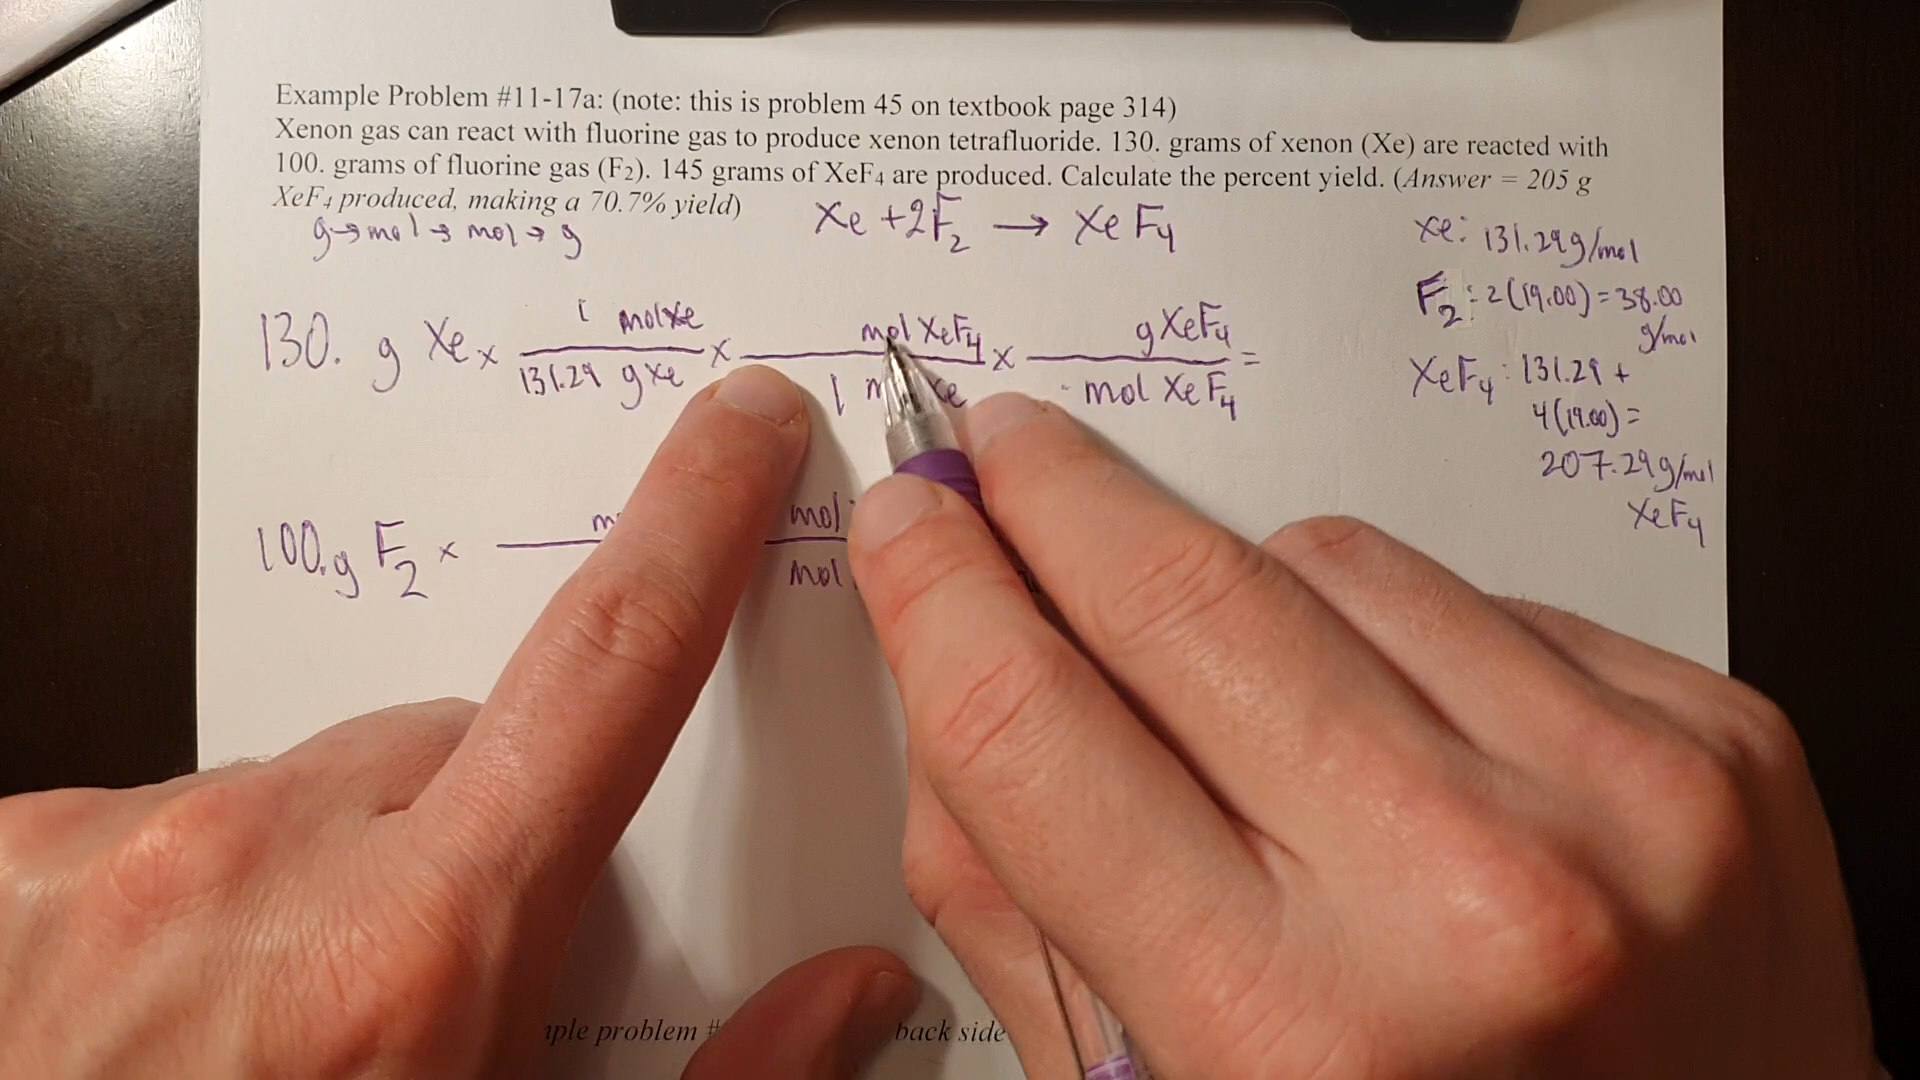 Example Problem #11-17a: (note: this is problem 45 on textbook page 314)
Xenon gas can react with fluorine gas to produce xenon tetrafluoride. 130. grams of xenon (Xe) are reacted with
100. grams of fluorine gas (F₂). 145 grams of XeF₄ are produced. Calculate the percent yield. (Answer = 205 g
XeF₄ produced, making a 70.7% yield)
g→mol→mol→g
Xe + 2F₂ → XeF₄
130. g Xe x
1 mol Xe
131.29 g Xe
x
mol XeF₄
1
x
g XeF₄
mol XeF₄
=
100. g F₂ x
mol
mol
Xe: 131.29 g/mol
F₂: 2(19.00) = 38.00
g/mol
XeF₄: 131.29 +
4(19.00) =
207.29 g/mol
XeF₄
ple problem #
back side